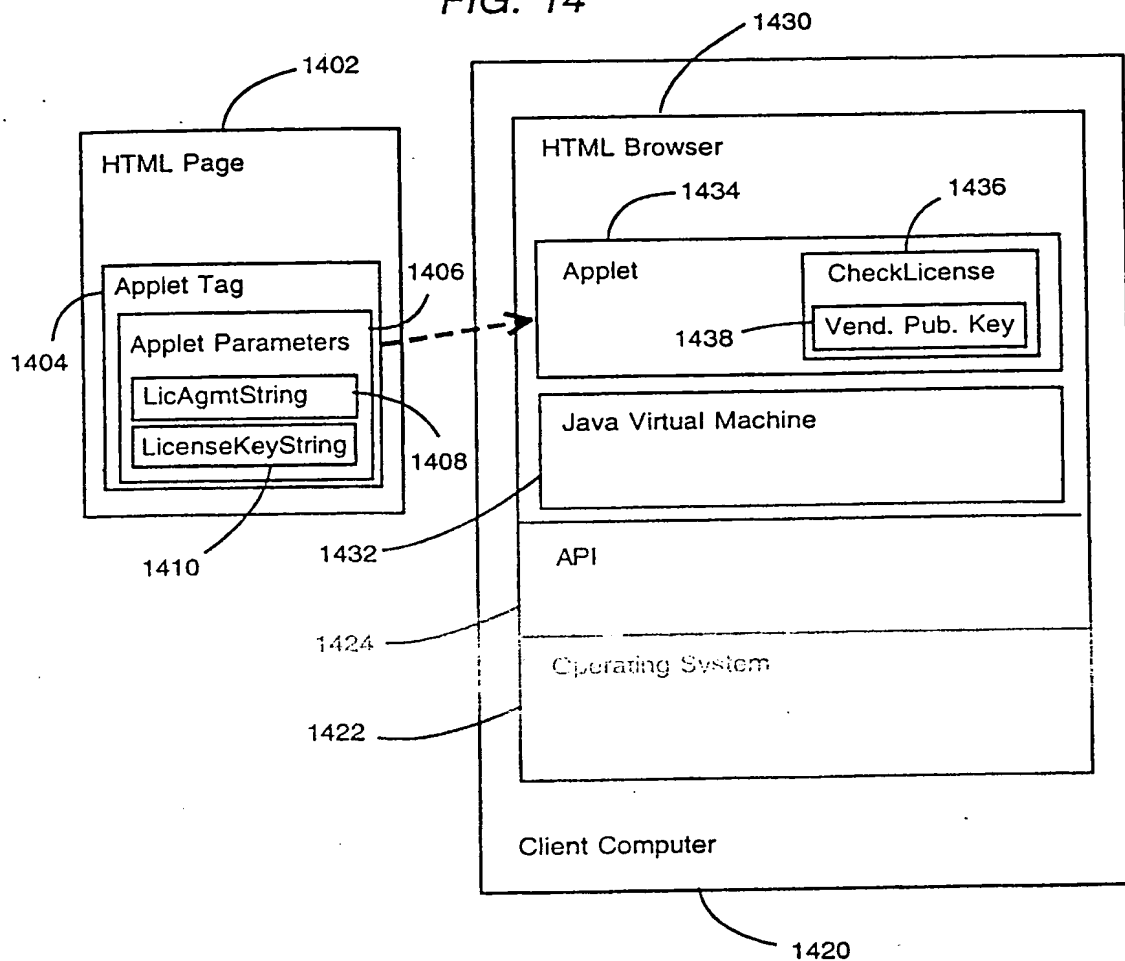 FIG. 14
1430
1402
HTML Page
HTML Browser
1434
1436
Applet
CheckLicense
1438
Vend. Pub. Key
1406
Applet Tag
1404
Applet Parameters
LicAgmtString
1408
LicenseKeyString
1410
Java Virtual Machine
1432
API
1424
Operating System
1422
Client Computer
1420